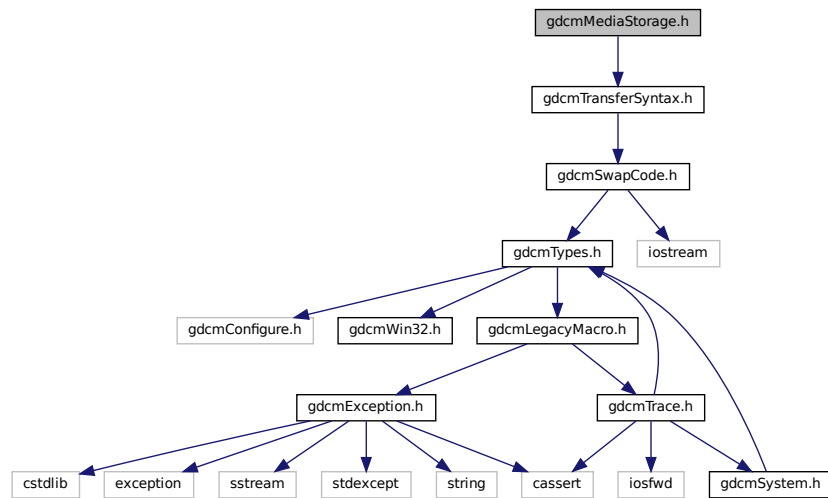 gdcmMediaStorage.h
gdcmTransferSyntax.h
gdcmSwapCode.h
gdcmTypes.h
iostream
gdcmConfigure.h
gdcmWin32.h
gdcmLegacyMacro.h
gdcmException.h
gdcmTrace.h
cstdlib
exception
sstream
stdexcept
string
cassert
iosfwd
gdcmSystem.h